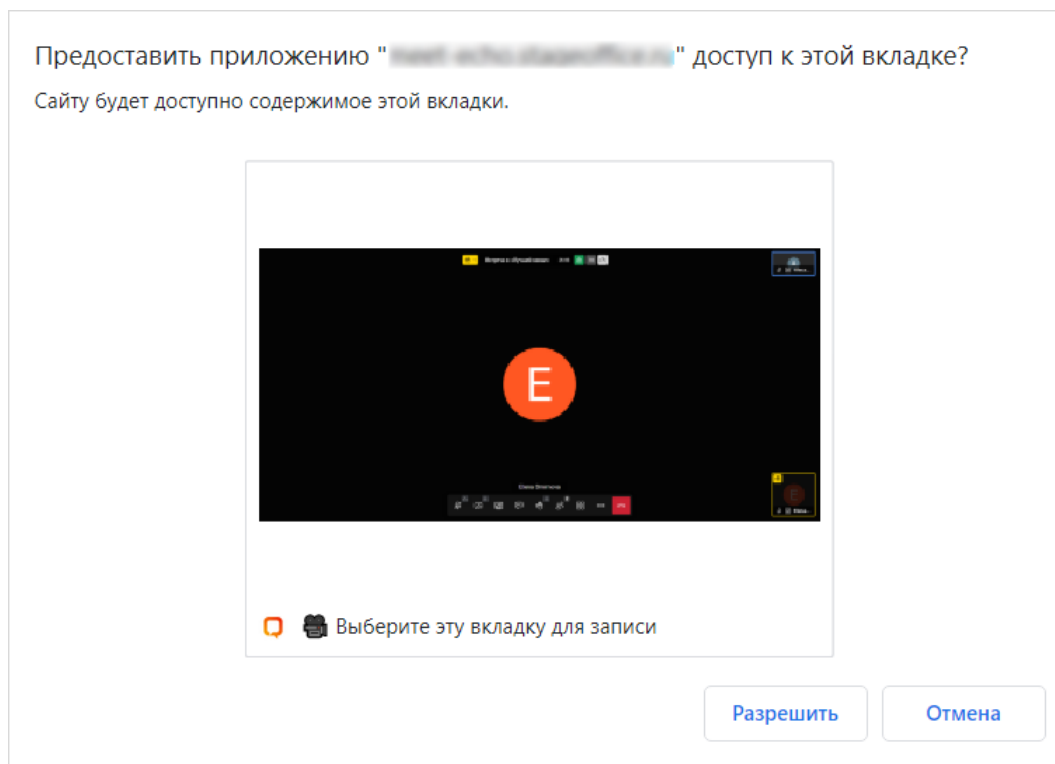 Предоставить приложению "" доступ к этой вкладке?
Сайту будет доступно содержимое этой вкладки.
E
Выберите эту вкладку для записи
Разрешить
Отмена